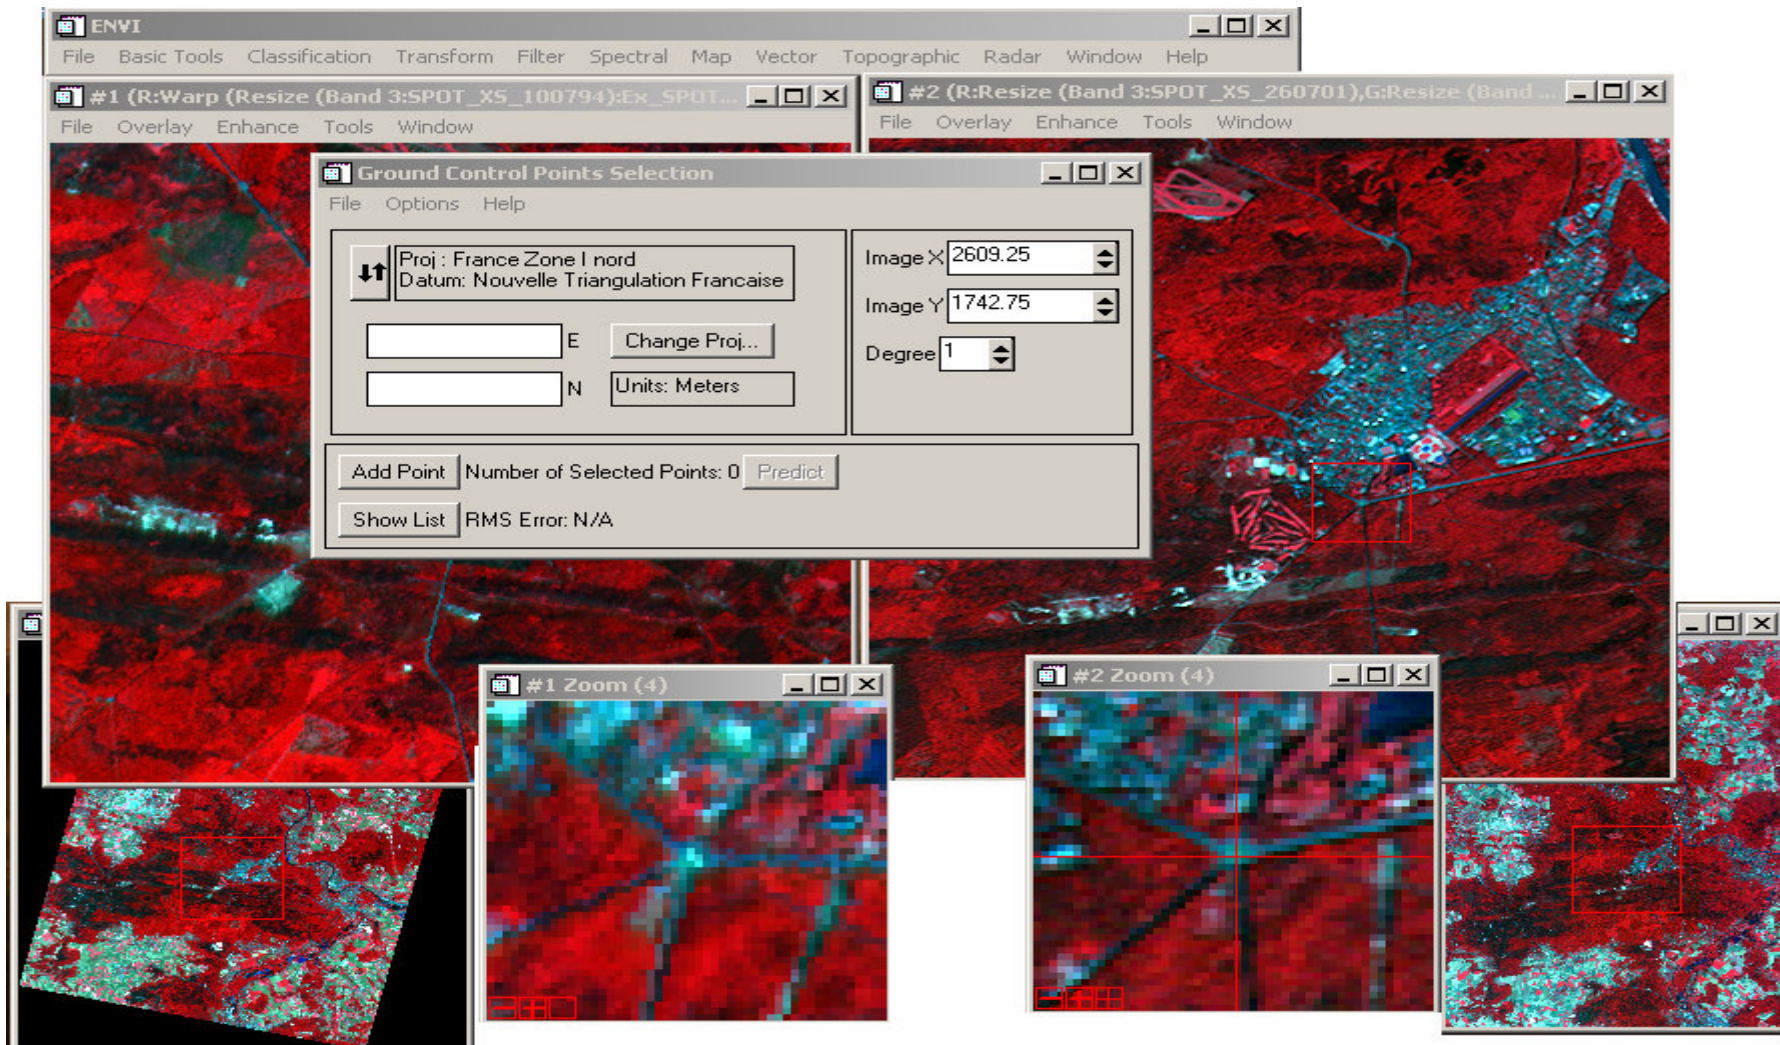 ENVI
File Basic Tools Classification Transform Filter Spectral Map Vector Topographic Radar Window Help
#1 (R:Warp (Resize (Band 3:SPOT_XS_100794):Ex_SPOT...
File Overlay Enhance Tools Window
#2 (R:Resize (Band 3:SPOT_XS_260701),G:Resize (Band ...
File Overlay Enhance Tools Window
Ground Control Points Selection
File Options Help
Proj : France Zone I nord
Datum: Nouvelle Triangulation Francaise
E Change Proj...
N Units: Meters
Image X 2609.25
Image Y 1742.75
Degree 1
Add Point Number of Selected Points: 0 Predict
Show List RMS Error: N/A
#1 Zoom (4)
#2 Zoom (4)